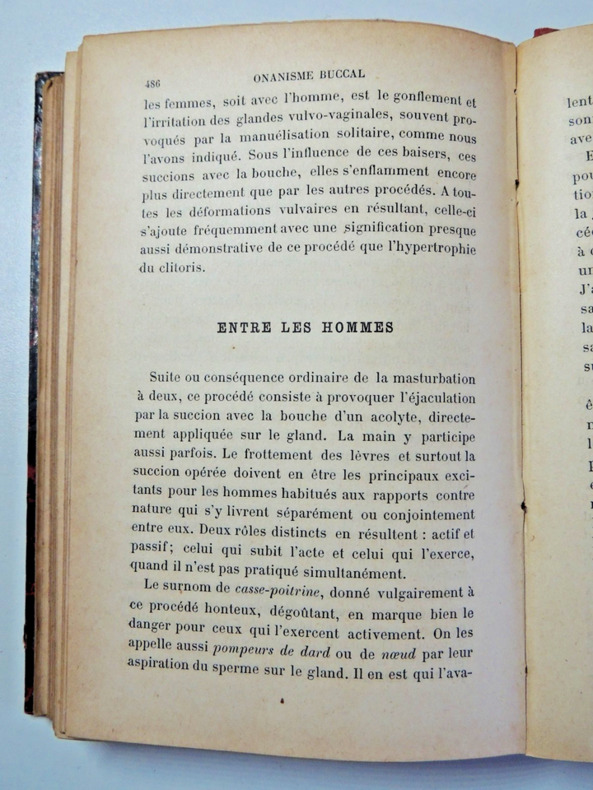 486
ONANISME BUCCAL
les femmes, soit avec l'homme, est le gonflement et
l'irritation des glandes vulvo-vaginales, souvent pro-
voqués par la manuélisation solitaire, comme nous
l'avons indiqué. Sous l'influence de ces baisers, ces
succions avec la bouche, elles s'enflamment encore
plus directement que par les autres procédés. A tou-
tes les déformations vulvaires en résultant, celle-ci
s'ajoute fréquemment avec une signification presque
aussi démonstrative de ce procédé que l'hypertrophie
du clitoris.
ENTRE LES HOMMES
Suite ou conséquence ordinaire de la masturbation
à deux, ce procédé consiste à provoquer l'éjaculation
par la succion avec la bouche d'un acolyte, directe-
ment appliquée sur le gland. La main y participe
aussi parfois. Le frottement des lèvres et surtout la
succion opérée doivent en être les principaux exci-
tants pour les hommes habitués aux rapports contre
nature qui s'y livrent séparément ou conjointement
entre eux. Deux rôles distincts en résultent : actif et
passif; celui qui subit l'acte et celui qui l'exerce,
quand il n'est pas pratiqué simultanément.
Le surnom de casse-poitrine, donné vulgairement à
ce procédé honteux, dégoûtant, en marque bien le
danger pour ceux qui l'exercent activement. On les
appelle aussi pompeurs de dard ou de nœud par leur
aspiration du sperme sur le gland. Il en est qui l'ava-